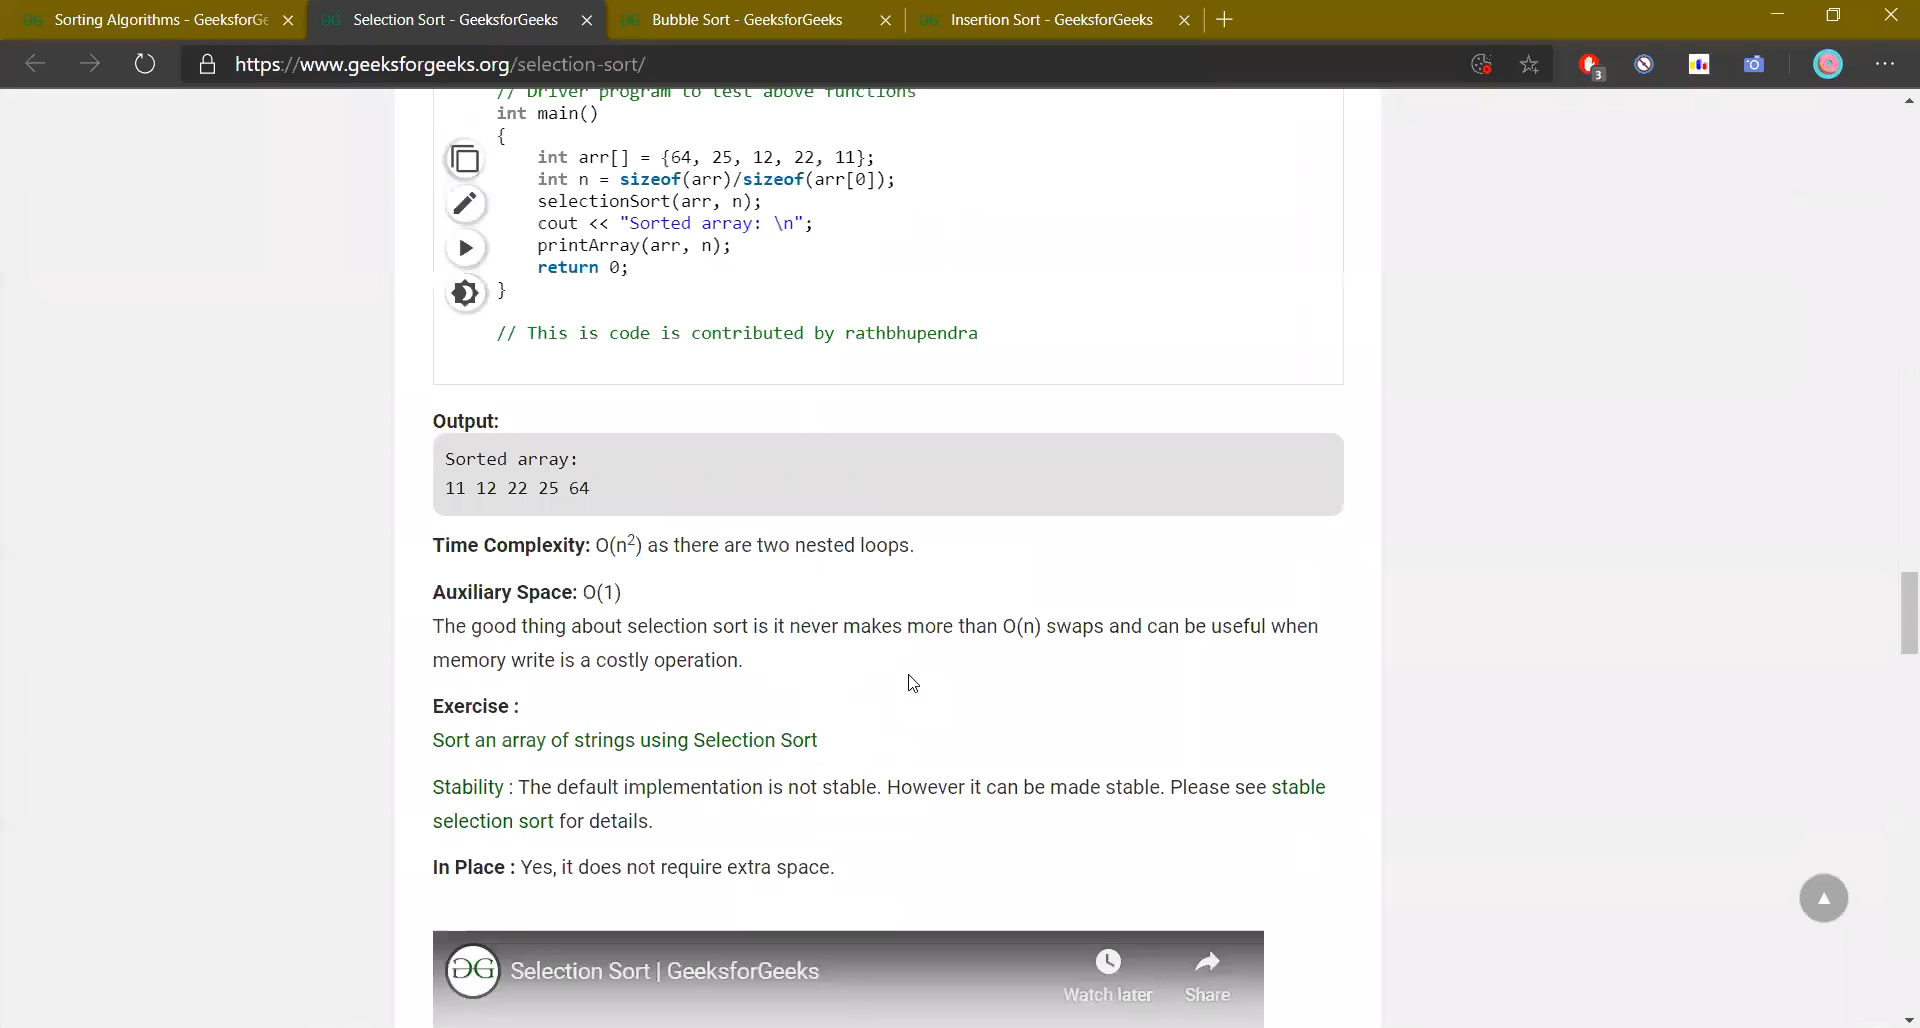 Sorting Algorithms - GeeksforGe
Selection Sort - GeeksforGeeks
Bubble Sort - GeeksforGeeks
Insertion Sort - GeeksforGeeks
https://www.geeksforgeeks.org/selection-sort/
3
// Driver program to test above functions
int main()
{
int arr[] = {64, 25, 12, 22, 11};
int n = sizeof(arr)/sizeof(arr[0]);
selectionSort(arr, n);
cout << "Sorted array: \n";
printArray(arr, n);
return 0;
}
// This is code is contributed by rathbhupendra
Output:
Sorted array:
11 12 22 25 64
Time Complexity: O(n²) as there are two nested loops.
Auxiliary Space: O(1)
The good thing about selection sort is it never makes more than O(n) swaps and can be useful when
memory write is a costly operation.
Exercise :
Sort an array of strings using Selection Sort
Stability : The default implementation is not stable. However it can be made stable. Please see stable
selection sort for details.
In Place : Yes, it does not require extra space.
Selection Sort | GeeksforGeeks
Watch later
Share